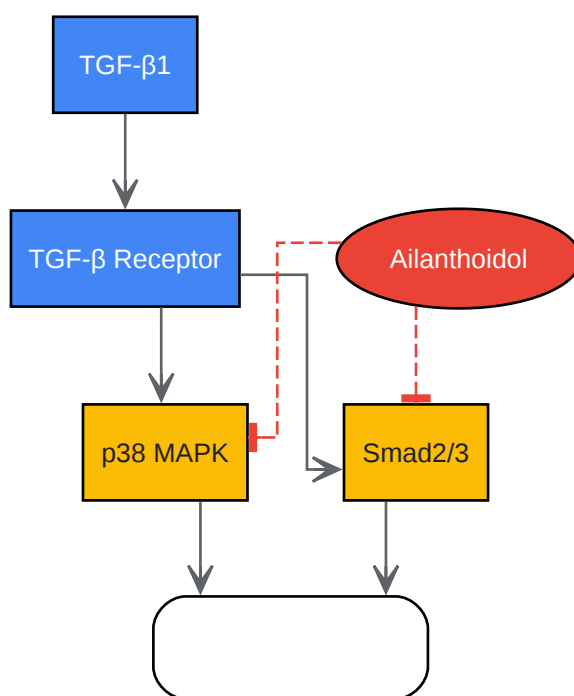 TGF-β1
TGF-β Receptor
Ailanthoidol
p38 MAPK
Smad2/3